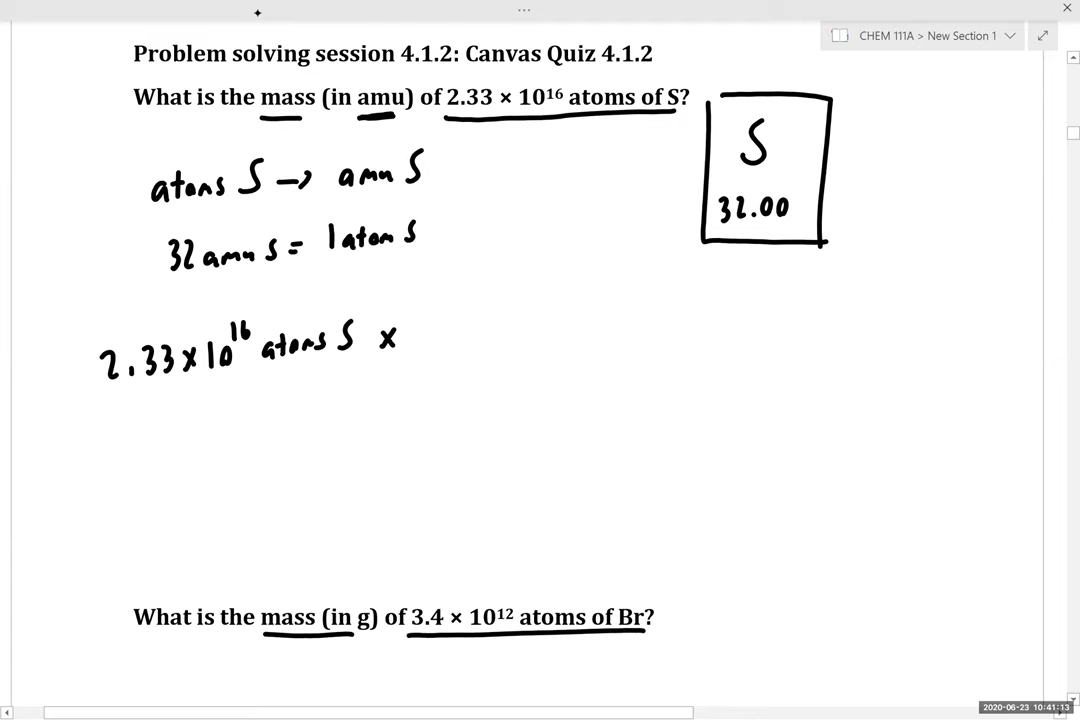 CHEM 111A > New Section 1
Problem solving session 4.1.2: Canvas Quiz 4.1.2
What is the mass (in amu) of 2.33 × 10¹⁶ atoms of S?
S
32.00
atoms S → amu S
32 amu S = 1 atom S
2.33 × 10¹⁶ atoms S ×
What is the mass (in g) of 3.4 × 10¹² atoms of Br?
2020-06-23 10:41:13